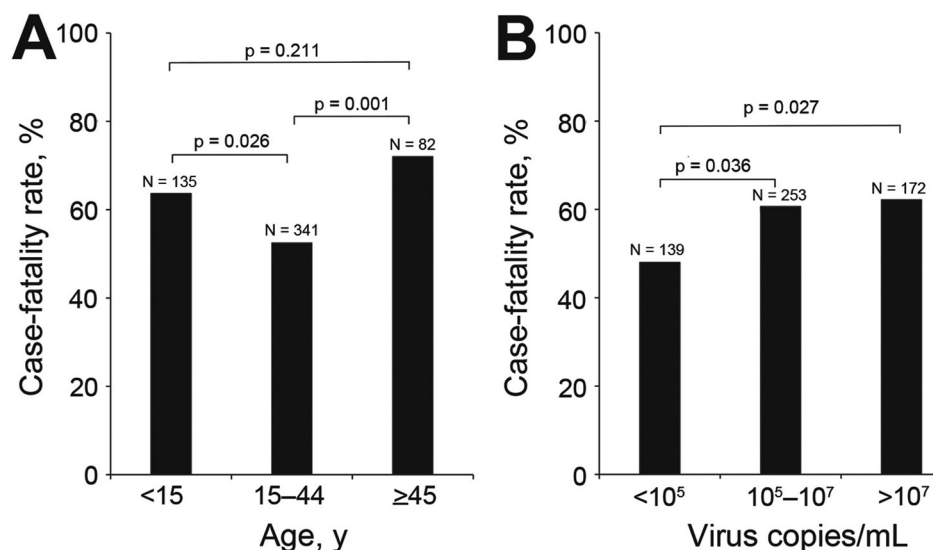 A
Case-fatality rate, %
100
80
60
40
20
0
p = 0.211
p = 0.001
p = 0.026
N = 135
N = 341
N = 82
<15
15–44
≥45
Age, y
B
Case-fatality rate, %
100
80
60
40
20
0
p = 0.027
p = 0.036
N = 139
N = 253
N = 172
<10⁵
10⁵–10⁷
>10⁷
Virus copies/mL